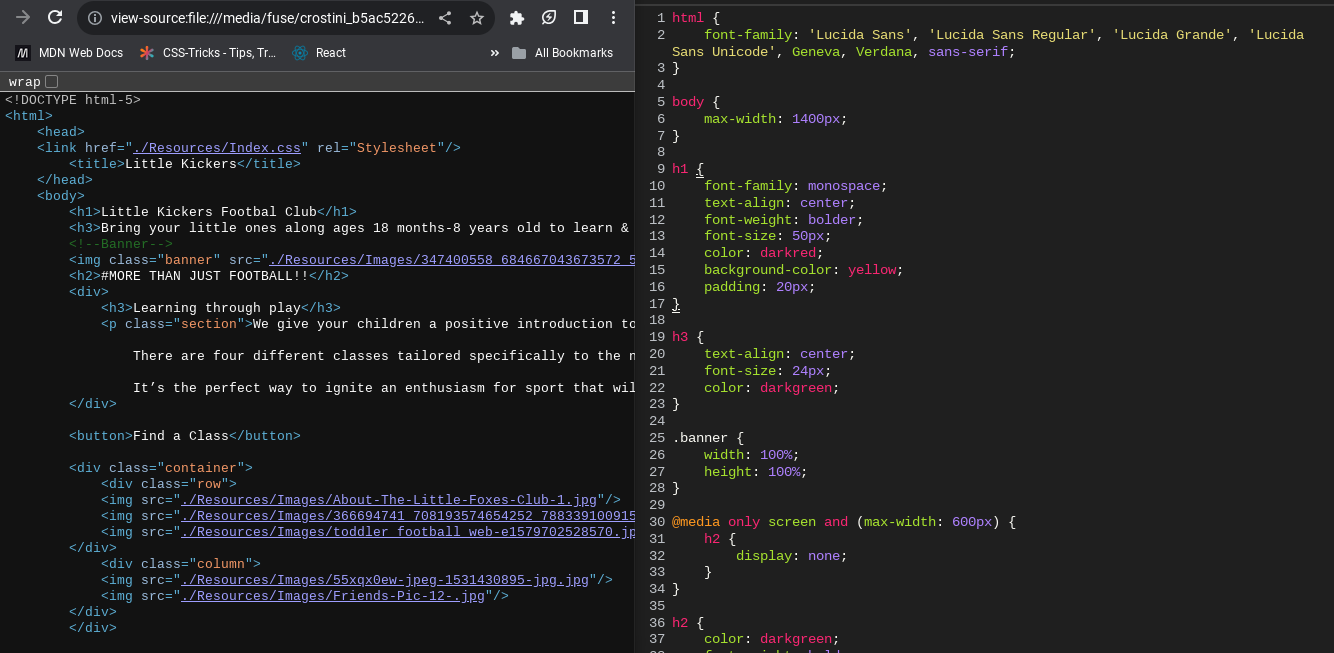 view-source:file:///media/fuse/crostini_b5ac5226...
MDN Web Docs CSS-Tricks - Tips, Tr... React » All Bookmarks
wrap
<!DOCTYPE html-5>
<html>
<head>
<link href="./Resources/Index.css" rel="Stylesheet"/>
<title>Little Kickers</title>
</head>
<body>
<h1>Little Kickers Footbal Club</h1>
<h3>Bring your little ones along ages 18 months-8 years old to learn &
<!--Banner-->
<img class="banner" src="./Resources/Images/347400558_684667043673572_5
<h2>#MORE THAN JUST FOOTBALL!!</h2>
<div>
<h3>Learning through play</h3>
<p class="section">We give your children a positive introduction to
There are four different classes tailored specifically to the n
It’s the perfect way to ignite an enthusiasm for sport that wil
</div>
<button>Find a Class</button>
<div class="container">
<div class="row">
<img src="./Resources/Images/About-The-Little-Foxes-Club-1.jpg"/>
<img src="./Resources/Images/366694741_708193574654252_788339100915
<img src="./Resources/Images/toddler_football_web-e1579702528570.jp
</div>
<div class="column">
<img src="./Resources/Images/55xqx0ew-jpeg-1531430895-jpg.jpg"/>
<img src="./Resources/Images/Friends-Pic-12-.jpg"/>
</div>
</div>
1 html {
2 font-family: 'Lucida Sans', 'Lucida Sans Regular', 'Lucida Grande', 'Lucida
Sans Unicode', Geneva, Verdana, sans-serif;
3 }
4
5 body {
6 max-width: 1400px;
7 }
8
9 h1 {
10 font-family: monospace;
11 text-align: center;
12 font-weight: bolder;
13 font-size: 50px;
14 color: darkred;
15 background-color: yellow;
16 padding: 20px;
17 }
18
19 h3 {
20 text-align: center;
21 font-size: 24px;
22 color: darkgreen;
23 }
24
25 .banner {
26 width: 100%;
27 height: 100%;
28 }
29
30 @media only screen and (max-width: 600px) {
31 h2 {
32 display: none;
33 }
34 }
35
36 h2 {
37 color: darkgreen;